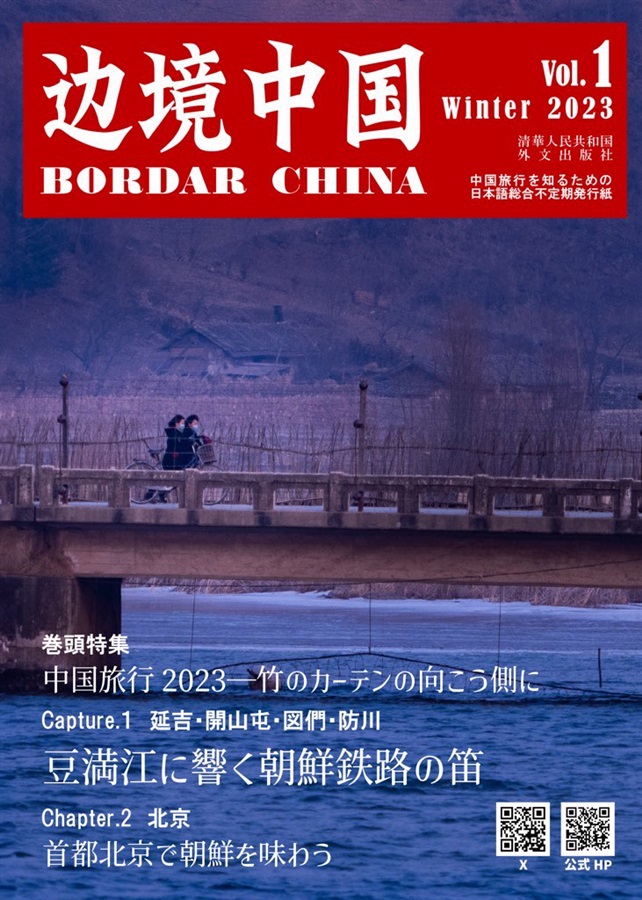 边境中国
BORDAR CHINA
Vol.1
Winter 2023
清華人民共和国
外文出版社
中国旅行を知るための
日本語総合不定期発行紙
巻頭特集
中国旅行 2023―竹のカーテンの向こう側に
Capture.1 延吉・開山屯・図們・防川
豆満江に響く朝鮮鉄路の笛
Chapter.2 北京
首都北京で朝鮮を味わう
X
公式 HP